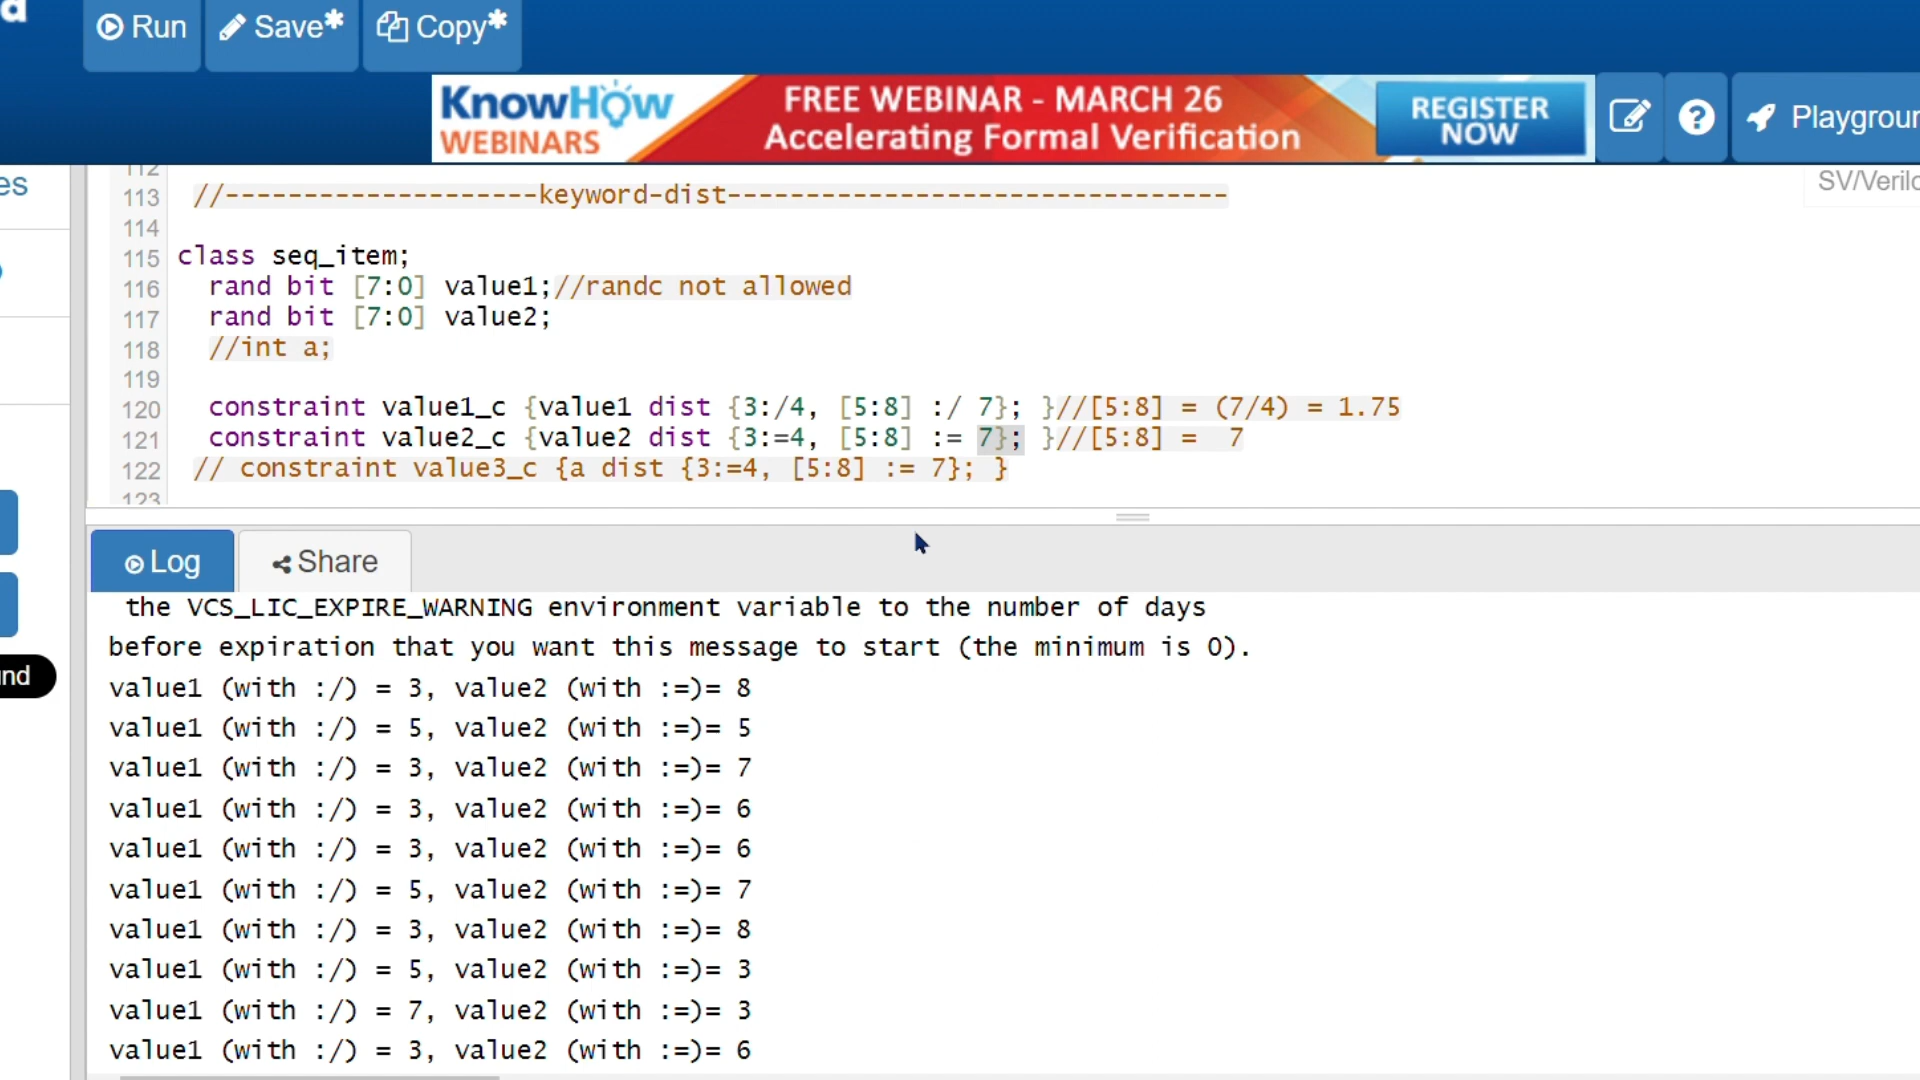 Run
Save*
Copy*
KnowHow
WEBINARS
FREE WEBINAR - MARCH 26
Accelerating Formal Verification
REGISTER
NOW
Playgroun
es
SV/Verilo
112
113 //--------------------keyword-dist--------------------------------
114
115 class seq_item;
116 rand bit [7:0] value1;//randc not allowed
117 rand bit [7:0] value2;
118 //int a;
119
120 constraint value1_c {value1 dist {3:/4, [5:8] :/ 7}; }//[5:8] = (7/4) = 1.75
121 constraint value2_c {value2 dist {3:=4, [5:8] := 7}; }//[5:8] =  7
122 // constraint value3_c {a dist {3:=4, [5:8] := 7}; }
123
Log
Share
the VCS_LIC_EXPIRE_WARNING environment variable to the number of days
before expiration that you want this message to start (the minimum is 0).
nd
value1 (with :/) = 3, value2 (with :=)= 8
value1 (with :/) = 5, value2 (with :=)= 5
value1 (with :/) = 3, value2 (with :=)= 7
value1 (with :/) = 3, value2 (with :=)= 6
value1 (with :/) = 3, value2 (with :=)= 6
value1 (with :/) = 5, value2 (with :=)= 7
value1 (with :/) = 3, value2 (with :=)= 8
value1 (with :/) = 5, value2 (with :=)= 3
value1 (with :/) = 7, value2 (with :=)= 3
value1 (with :/) = 3, value2 (with :=)= 6